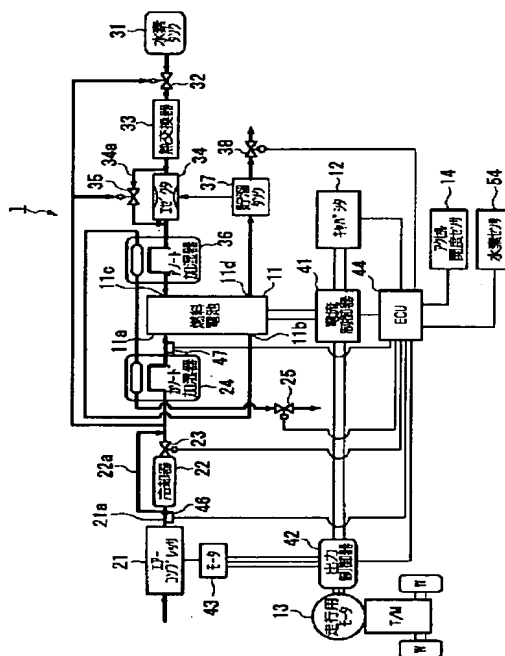 1
31
水素
タンク
32
33
熱交換器
34a
34
エゼクタ
35
38
37
貯溜
タンク
36
アノード
加湿器
11c
11d
11
燃料
電池
11a
11b
47
カソード
加湿器
24
25
23
22a
22
冷却器
21a
46
21
エアー
コンプレッサ
モータ
43
12
キャパシタ
41
電流
制御器
44
ECU
14
アクセル
開度センサ
54
水素センサ
42
出力
制御器
13
走行用
モータ
T/M
W
W